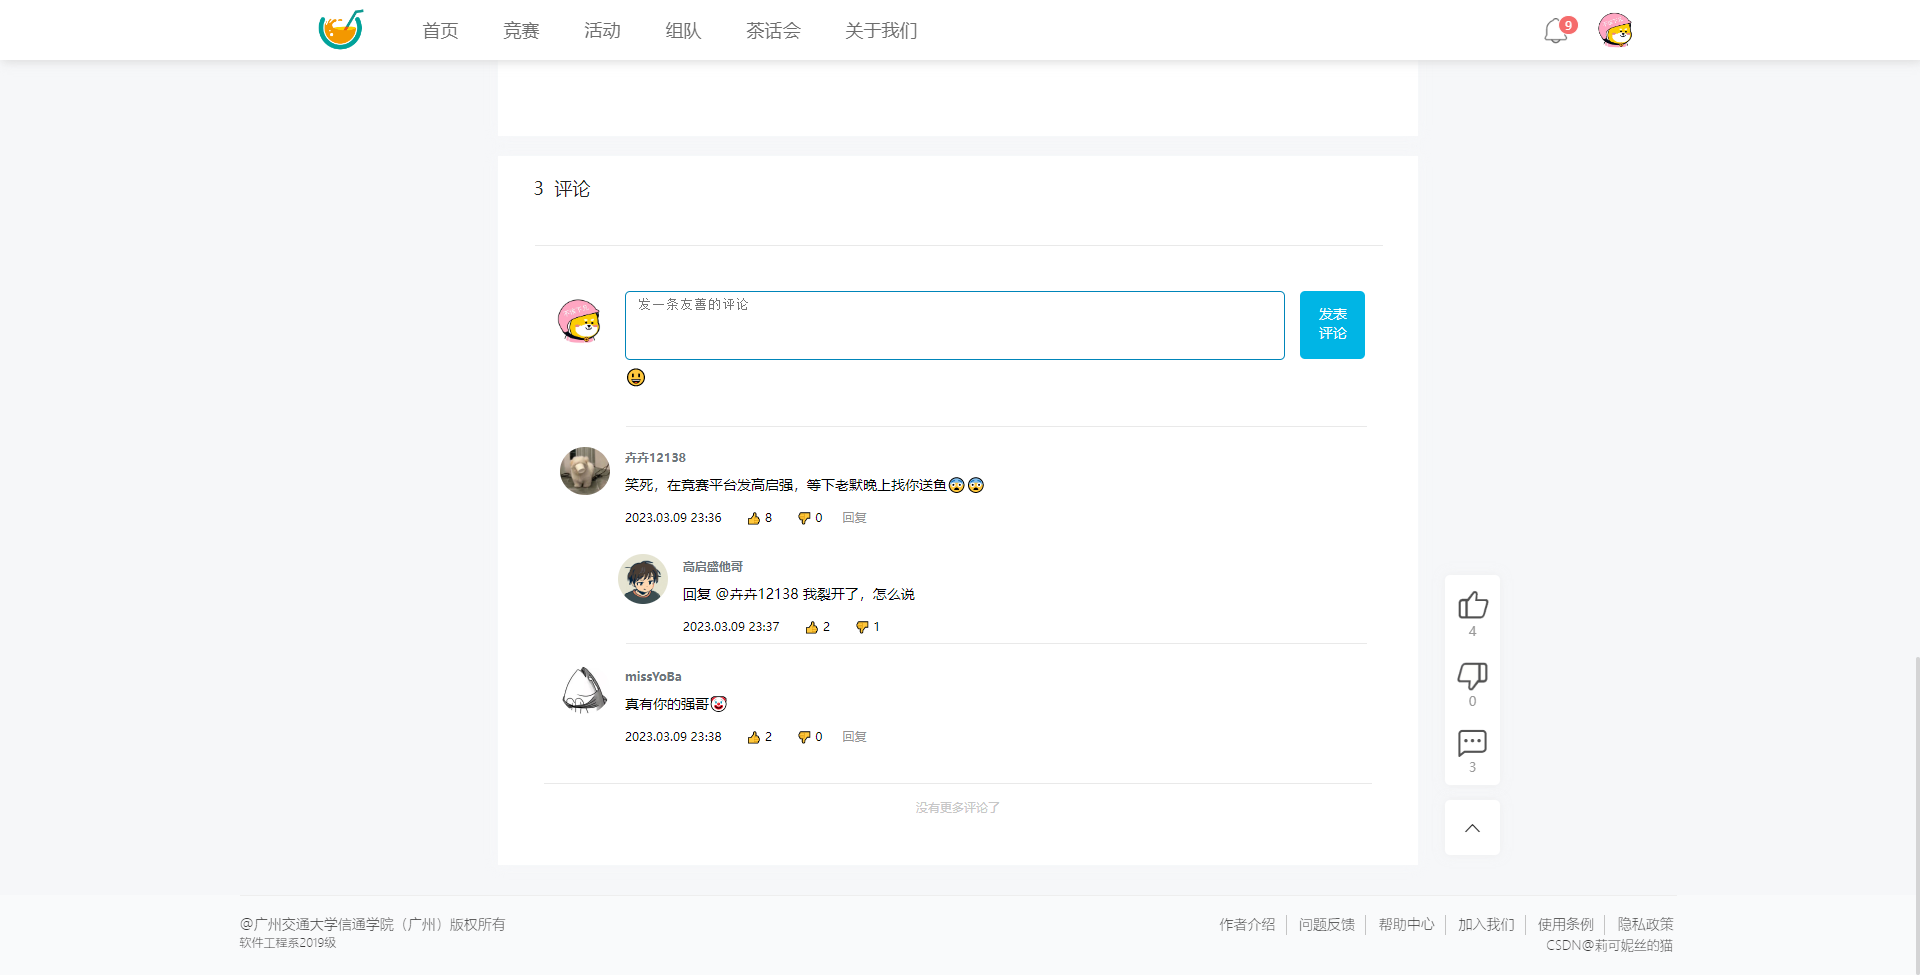 首页 竞赛 活动 组队 茶话会 关于我们 9
3 评论
发一条友善的评论
发表
评论
卉卉12138
笑死，在竞赛平台发高启强，等下老默晚上找你送鱼😨😨
2023.03.09 23:36 👍 8 👎 0 回复
高启盛他哥
回复 @卉卉12138 我裂开了，怎么说
2023.03.09 23:37 👍 2 👎 1
missYoBa
真有你的强哥🤡
2023.03.09 23:38 👍 2 👎 0 回复
没有更多评论了
4
0
3
@广州交通大学信通学院（广州）版权所有
软件工程系2019级
作者介绍 问题反馈 帮助中心 加入我们 使用条例 隐私政策
CSDN@莉可妮丝的猫